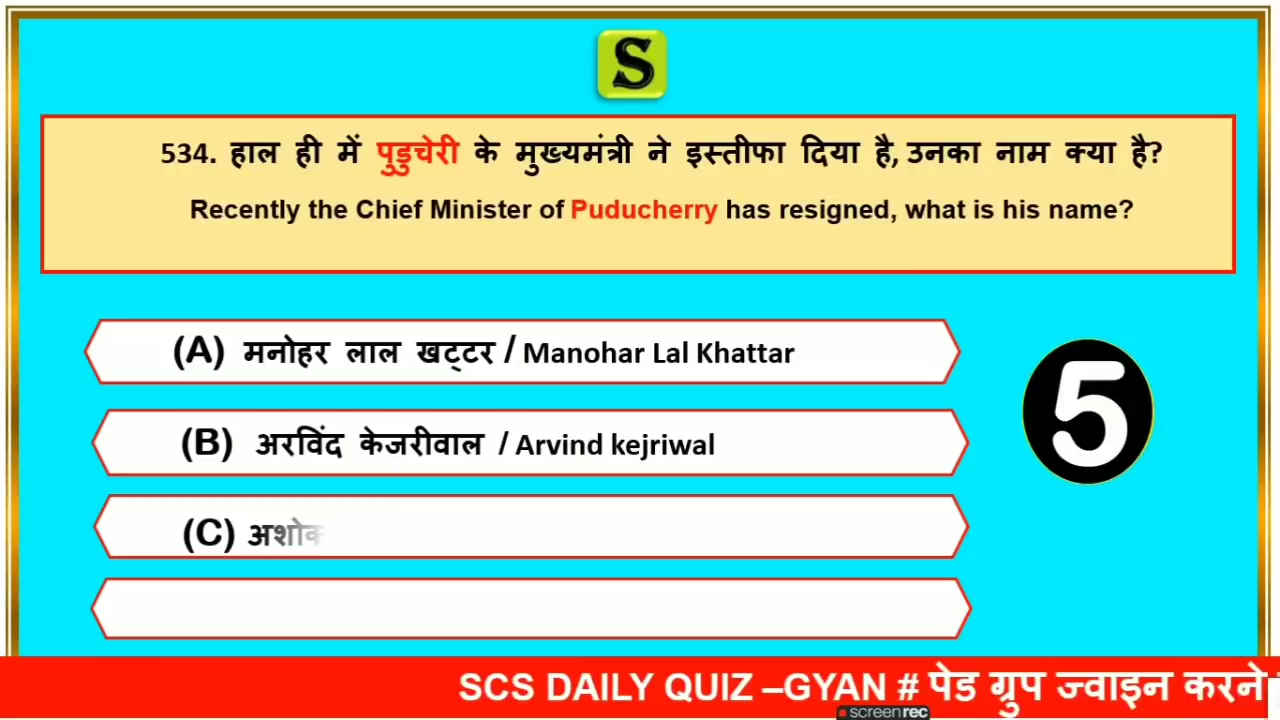 S
534. हाल ही में पुडुचेरी के मुख्यमंत्री ने इस्तीफा दिया है, उनका नाम क्या है?
Recently the Chief Minister of Puducherry has resigned, what is his name?
(A) मनोहर लाल खट्टर / Manohar Lal Khattar
5
(B) अरविंद केजरीवाल / Arvind kejriwal
(C) अशोक
SCS DAILY QUIZ –GYAN # पेड ग्रुप ज्वाइन करने
screenrec